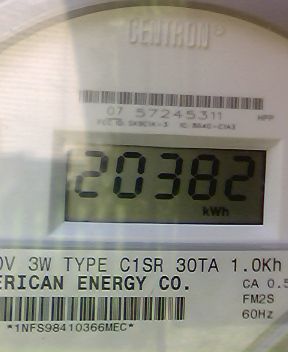 CENTRON®
07 57245311 HPP
20382
kWh
0V 3W TYPE C1SR 30TA 1.0Kh
ERICAN ENERGY CO.
CA 0.5
FM2S
60Hz
*1NFS98410366MEC*